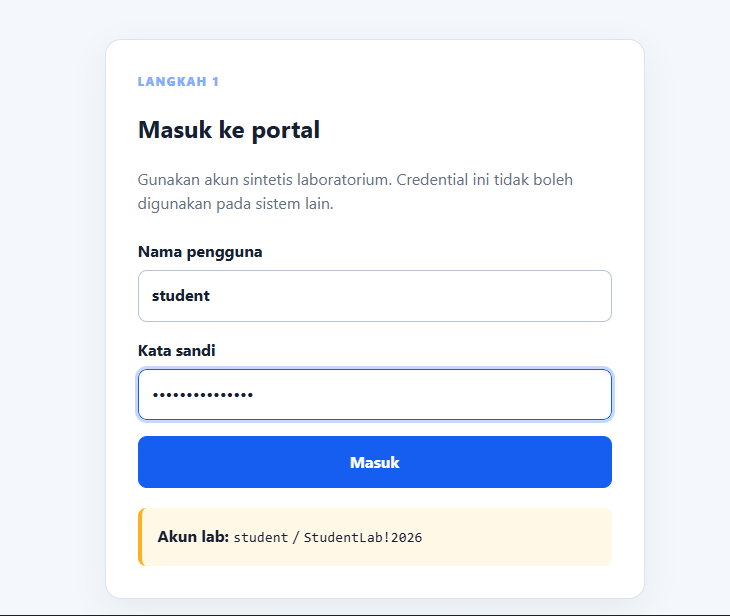 LANGKAH 1
Masuk ke portal
Gunakan akun sintetis laboratorium. Credential ini tidak boleh
digunakan pada sistem lain.
Nama pengguna
student
Kata sandi
•••••••••••••••
Masuk
Akun lab: student / StudentLab!2026